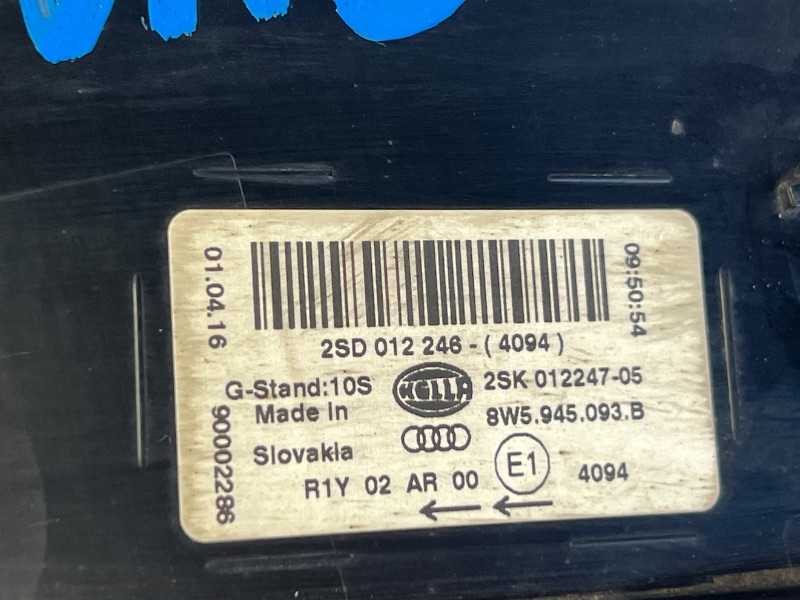 01.04.16
09:50:54
2SD 012 246 - ( 4094 )
G-Stand:10S
HELLA
2SK 012247-05
Made in
8W5.945.093.B
Slovakia
E1
R1Y 02 AR 00
4094
90002286